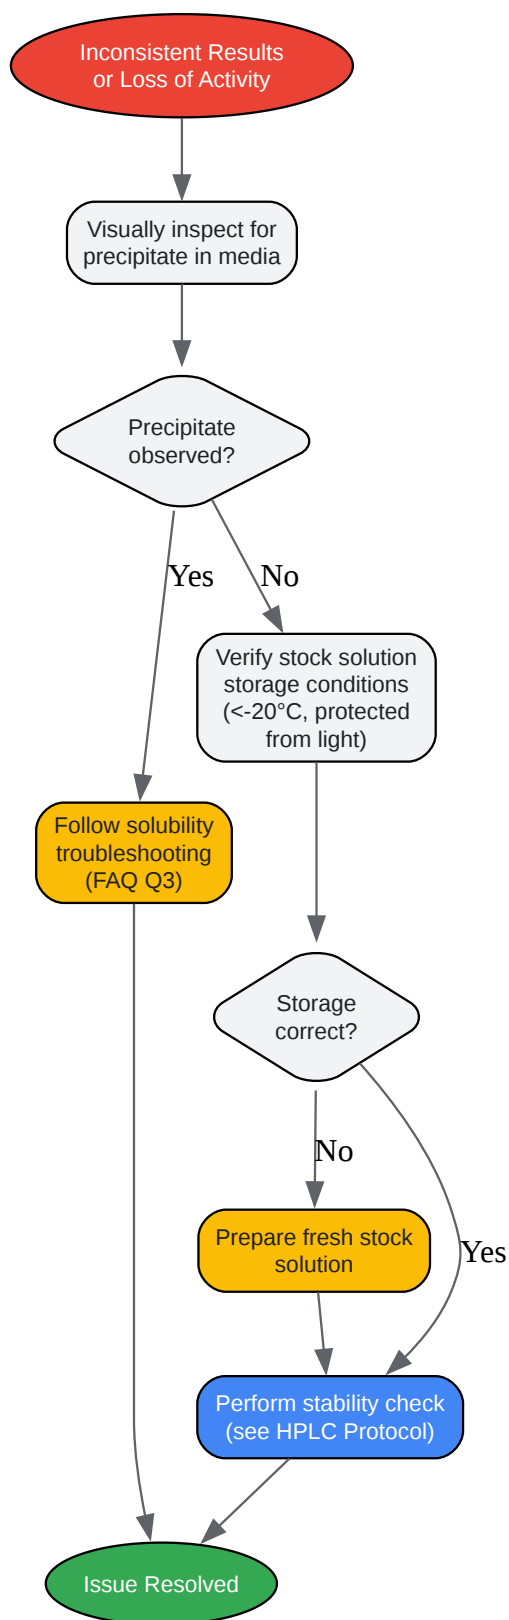 Inconsistent Results
or Loss of Activity
Visually inspect for
precipitate in media
Precipitate
observed?
Yes
No
Verify stock solution
storage conditions
(<-20°C, protected
from light)
Follow solubility
troubleshooting
(FAQ Q3)
Storage
correct?
No
Prepare fresh stock
solution
Yes
Perform stability check
(see HPLC Protocol)
Issue Resolved